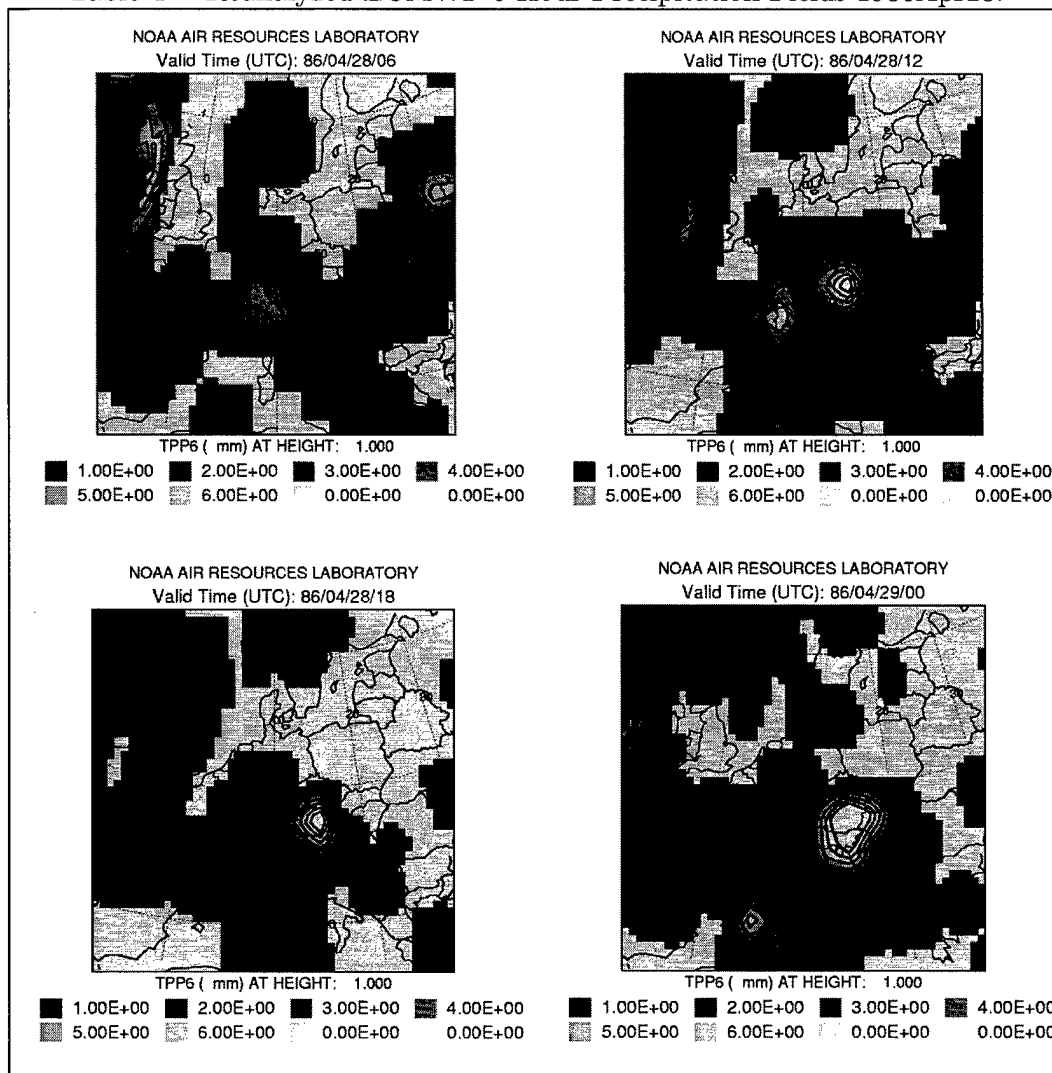 NOAA AIR RESOURCES LABORATORY
Valid Time (UTC): 86/04/28/06
TPP6 ( mm) AT HEIGHT: 1.000
1.00E+00 2.00E+00 3.00E+00 4.00E+00
5.00E+00 6.00E+00 0.00E+00 0.00E+00
NOAA AIR RESOURCES LABORATORY
Valid Time (UTC): 86/04/28/12
TPP6 ( mm) AT HEIGHT: 1.000
1.00E+00 2.00E+00 3.00E+00 4.00E+00
5.00E+00 6.00E+00 0.00E+00 0.00E+00
NOAA AIR RESOURCES LABORATORY
Valid Time (UTC): 86/04/28/18
TPP6 ( mm) AT HEIGHT: 1.000
1.00E+00 2.00E+00 3.00E+00 4.00E+00
5.00E+00 6.00E+00 0.00E+00 0.00E+00
NOAA AIR RESOURCES LABORATORY
Valid Time (UTC): 86/04/29/00
TPP6 ( mm) AT HEIGHT: 1.000
1.00E+00 2.00E+00 3.00E+00 4.00E+00
5.00E+00 6.00E+00 0.00E+00 0.00E+00